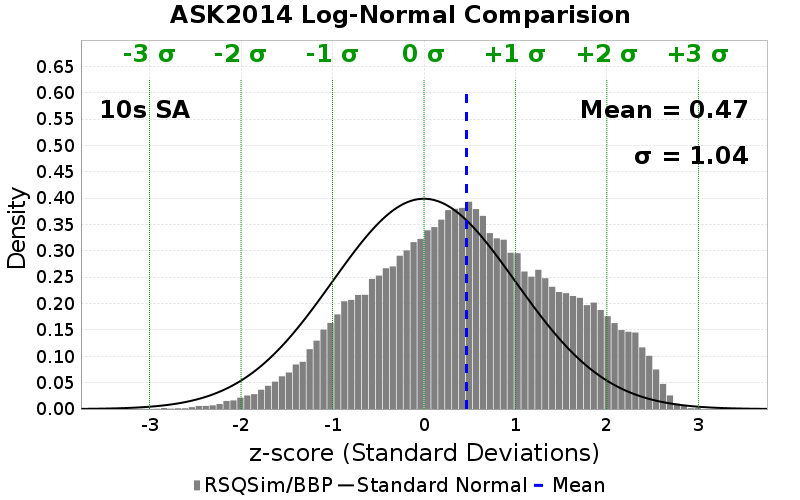 ASK2014 Log-Normal Comparision
-3 σ -2 σ -1 σ 0 σ +1 σ +2 σ +3 σ
10s SA
Mean = 0.47
σ = 1.04
Density
0.65
0.60
0.55
0.50
0.45
0.40
0.35
0.30
0.25
0.20
0.15
0.10
0.05
0.00
-3 -2 -1 0 1 2 3
z-score (Standard Deviations)
RSQSim/BBP Standard Normal Mean